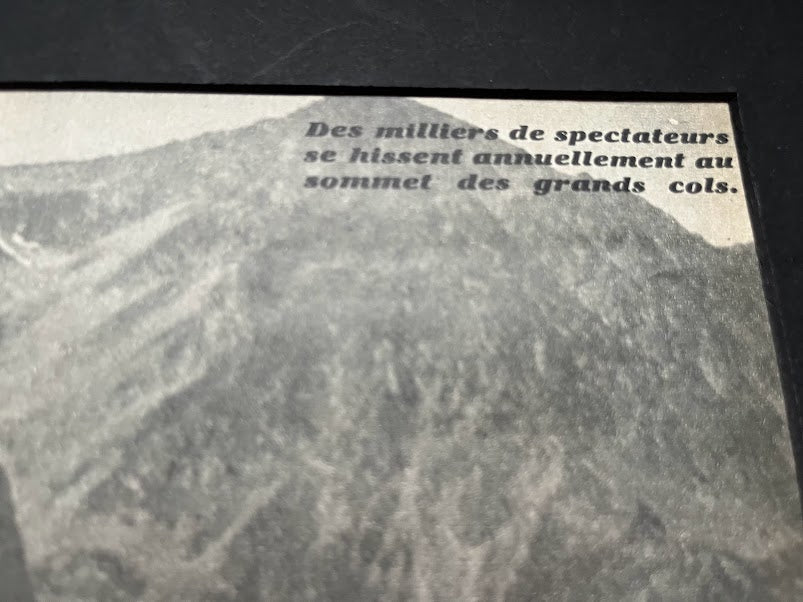 Des milliers de spectateurs
se hissent annuellement au
sommet des grands cols.